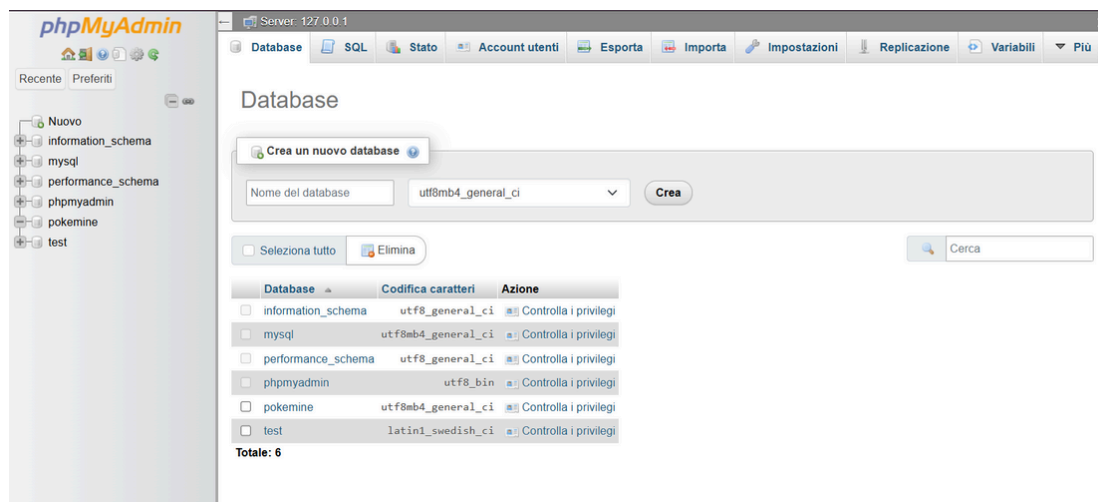 phpMyAdmin
Recente Preferiti
Nuovo
information_schema
mysql
performance_schema
phpmyadmin
pokemine
test
Server: 127.0.0.1
Database SQL Stato Account utenti Esporta Importa Impostazioni Replicazione Variabili Più
Database
Crea un nuovo database
Nome del database utf8mb4_general_ci Crea
Seleziona tutto Elimina Cerca
Database Codifica caratteri Azione
information_schema utf8_general_ci Controlla i privilegi
mysql utf8mb4_general_ci Controlla i privilegi
performance_schema utf8_general_ci Controlla i privilegi
phpmyadmin utf8_bin Controlla i privilegi
pokemine utf8mb4_general_ci Controlla i privilegi
test latin1_swedish_ci Controlla i privilegi
Totale: 6